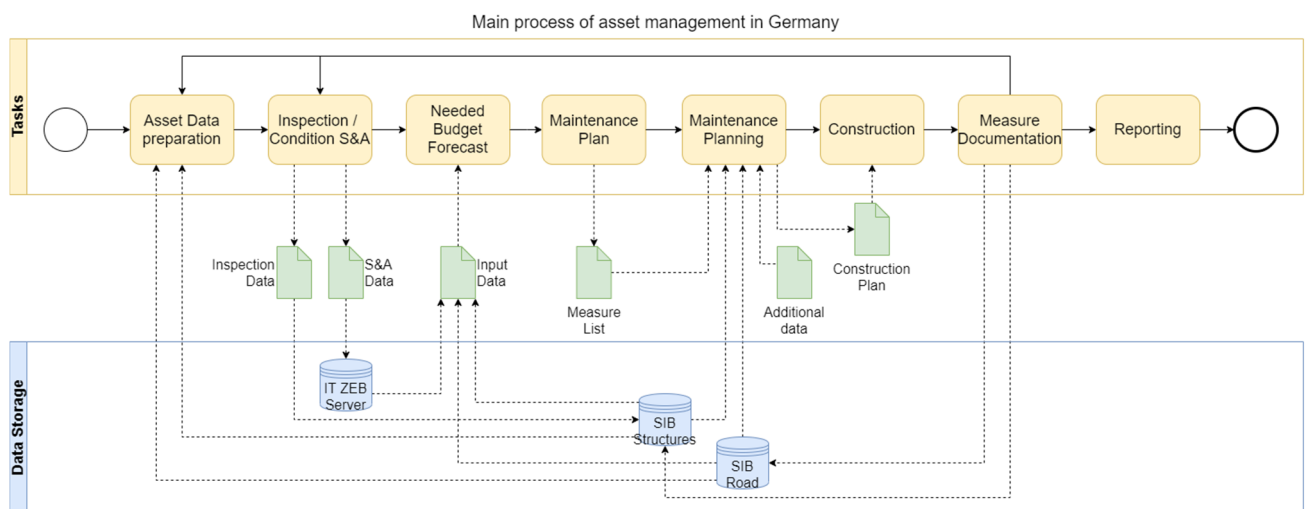 Main process of asset management in Germany
Tasks
Asset Data
preparation
Inspection /
Condition S&A
Needed
Budget
Forecast
Maintenance
Plan
Maintenance
Planning
Construction
Measure
Documentation
Reporting
Inspection
Data
S&A
Data
Input
Data
Measure
List
Additional
data
Construction
Plan
Data Storage
IT ZEB
Server
SIB
Structures
SIB
Road